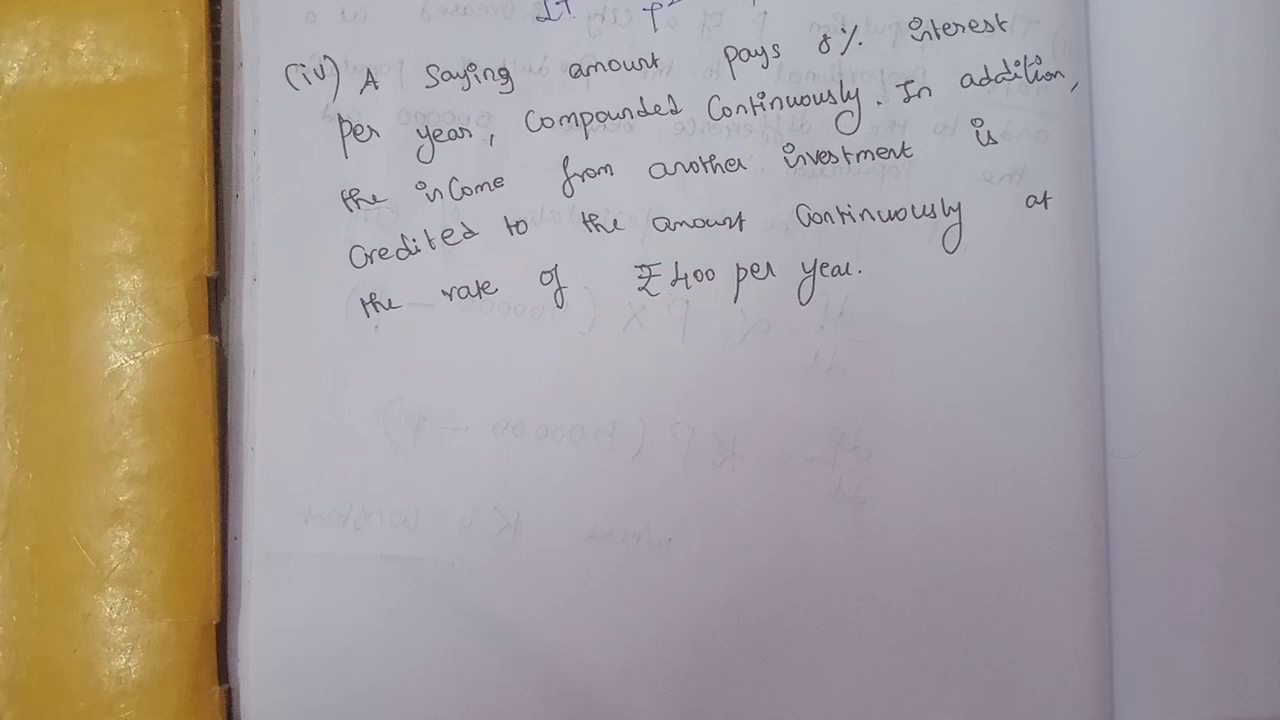 (iv) A Saying amount pays 8% interest
per year, Compounded Continuously. In addition,
the inCome from another investment is
Credited to the amount Continuously at
the rate of ₹ 400 per year.